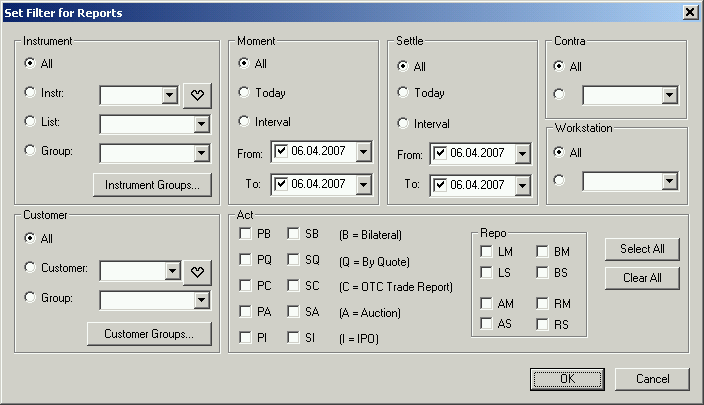 Set Filter for Reports
Instrument
All
Instr:
List:
Group:
Instrument Groups...
Moment
All
Today
Interval
From: 06.04.2007
To: 06.04.2007
Settle
All
Today
Interval
From: 06.04.2007
To: 06.04.2007
Contra
All
Workstation
All
Customer
All
Customer:
Group:
Customer Groups...
Act
PB SB (B = Bilateral)
PQ SQ (Q = By Quote)
PC SC (C = OTC Trade Report)
PA SA (A = Auction)
PI SI (I = IPO)
Repo
LM BM
LS BS
AM RM
AS RS
Select All
Clear All
OK
Cancel